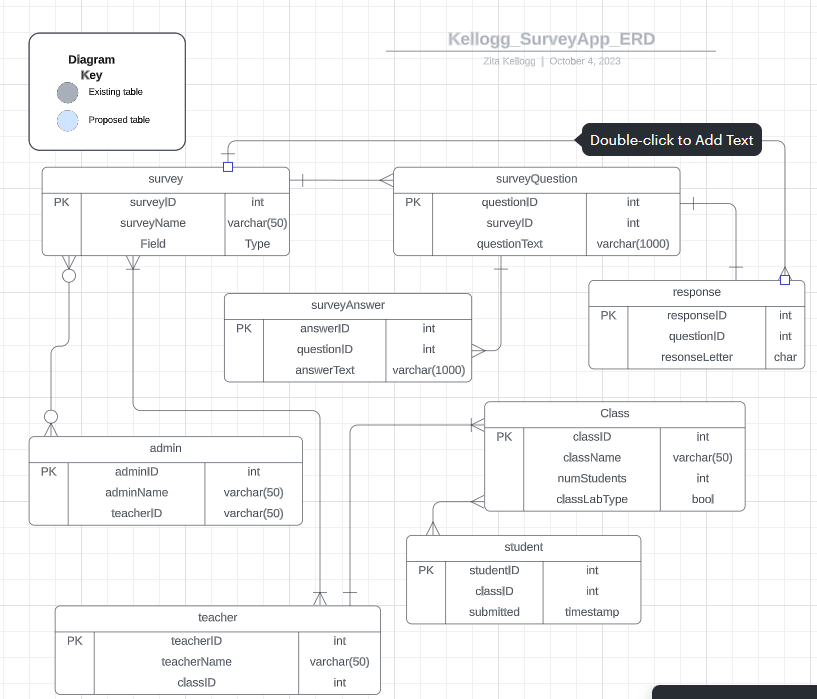 Kellogg_SurveyApp_ERD
Zita Kellogg | October 4, 2023
Diagram
Key
Existing table
Proposed table
Double-click to Add Text
survey
PK surveyID int
surveyName varchar(50)
Field Type
surveyQuestion
PK questionID int
surveyID int
questionText varchar(1000)
response
PK responseID int
questionID int
resonseLetter char
surveyAnswer
PK answerID int
questionID int
answerText varchar(1000)
Class
PK classID int
className varchar(50)
numStudents int
classLabType bool
admin
PK adminID int
adminName varchar(50)
teacherID varchar(50)
student
PK studentID int
classID int
submitted timestamp
teacher
PK teacherID int
teacherName varchar(50)
classID int